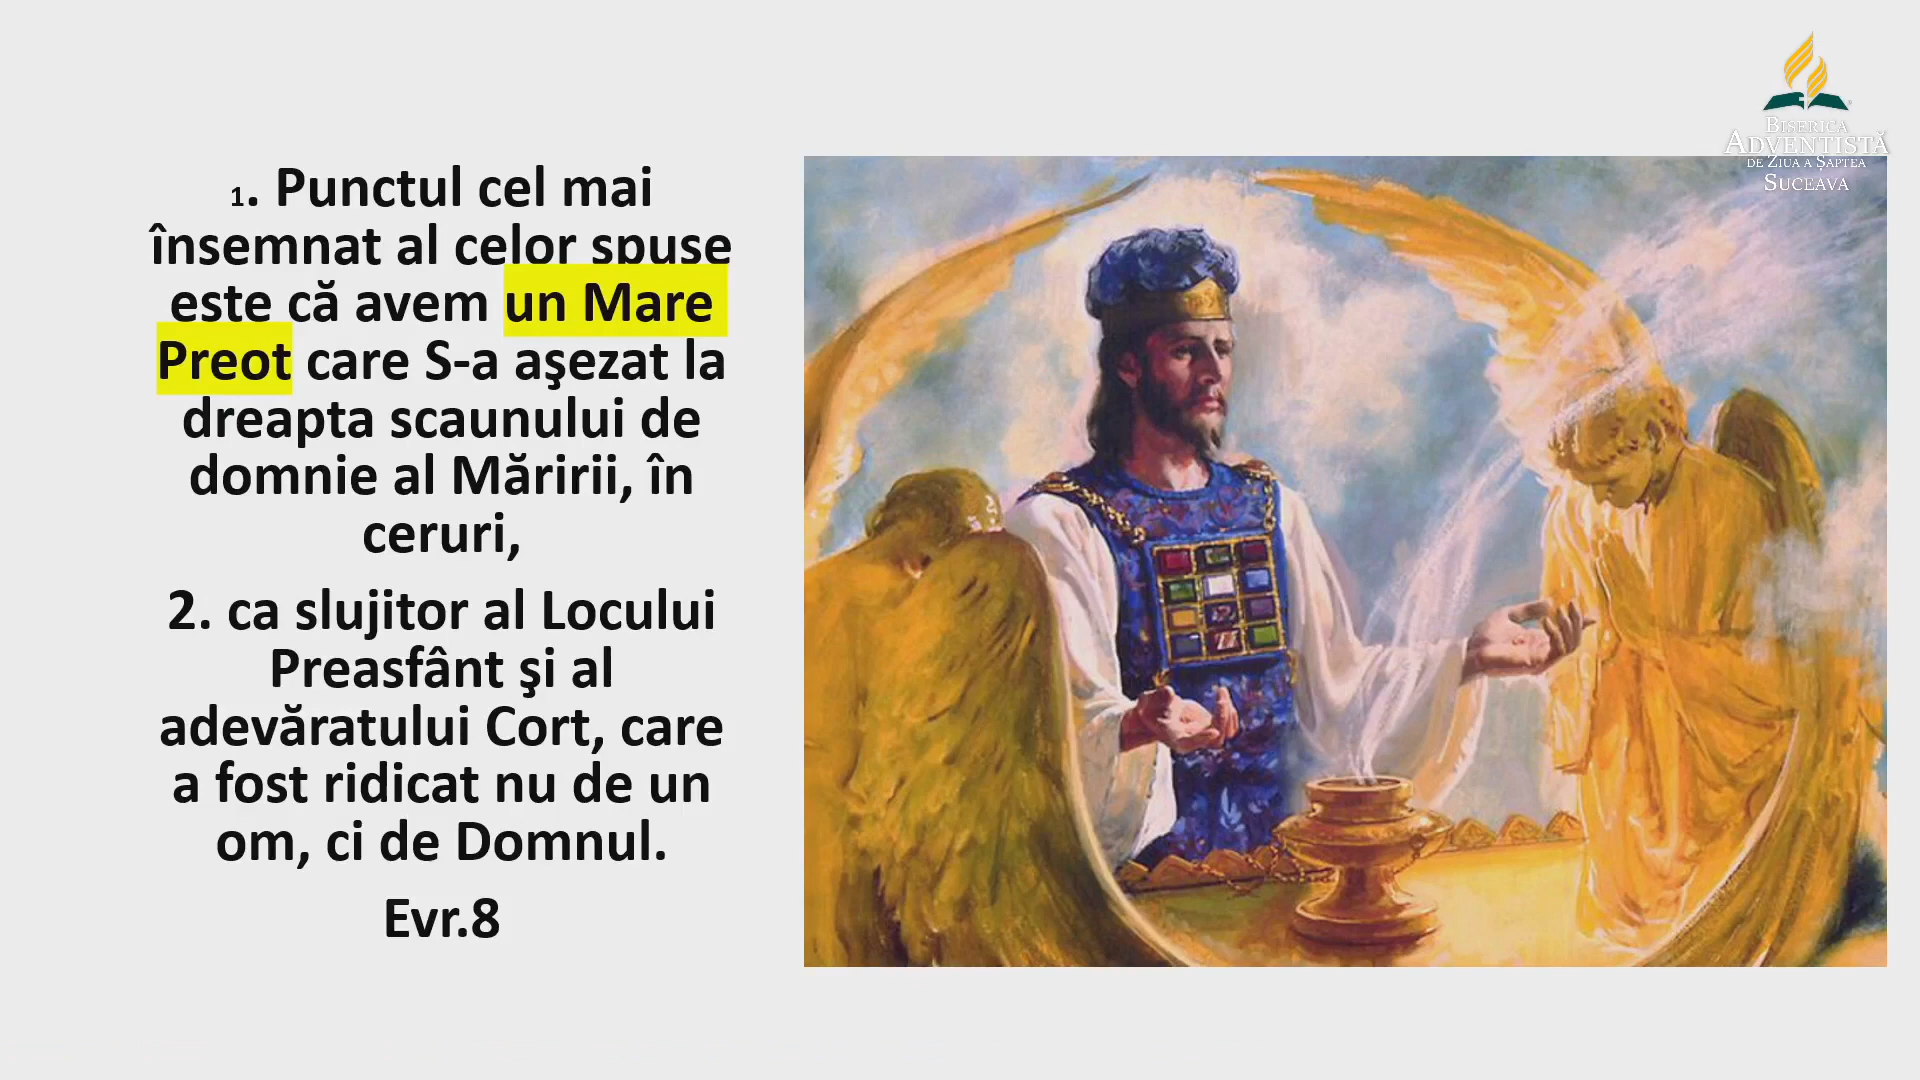 1. Punctul cel mai
însemnat al celor spuse
este că avem un Mare
Preot care S-a aşezat la
dreapta scaunului de
domnie al Măririi, în
ceruri,
2. ca slujitor al Locului
Preasfânt şi al
adevăratului Cort, care
a fost ridicat nu de un
om, ci de Domnul.
Evr.8
BISERICA
ADVENTISTĂ
DE ZIUA A ȘAPTEA
SUCEAVA